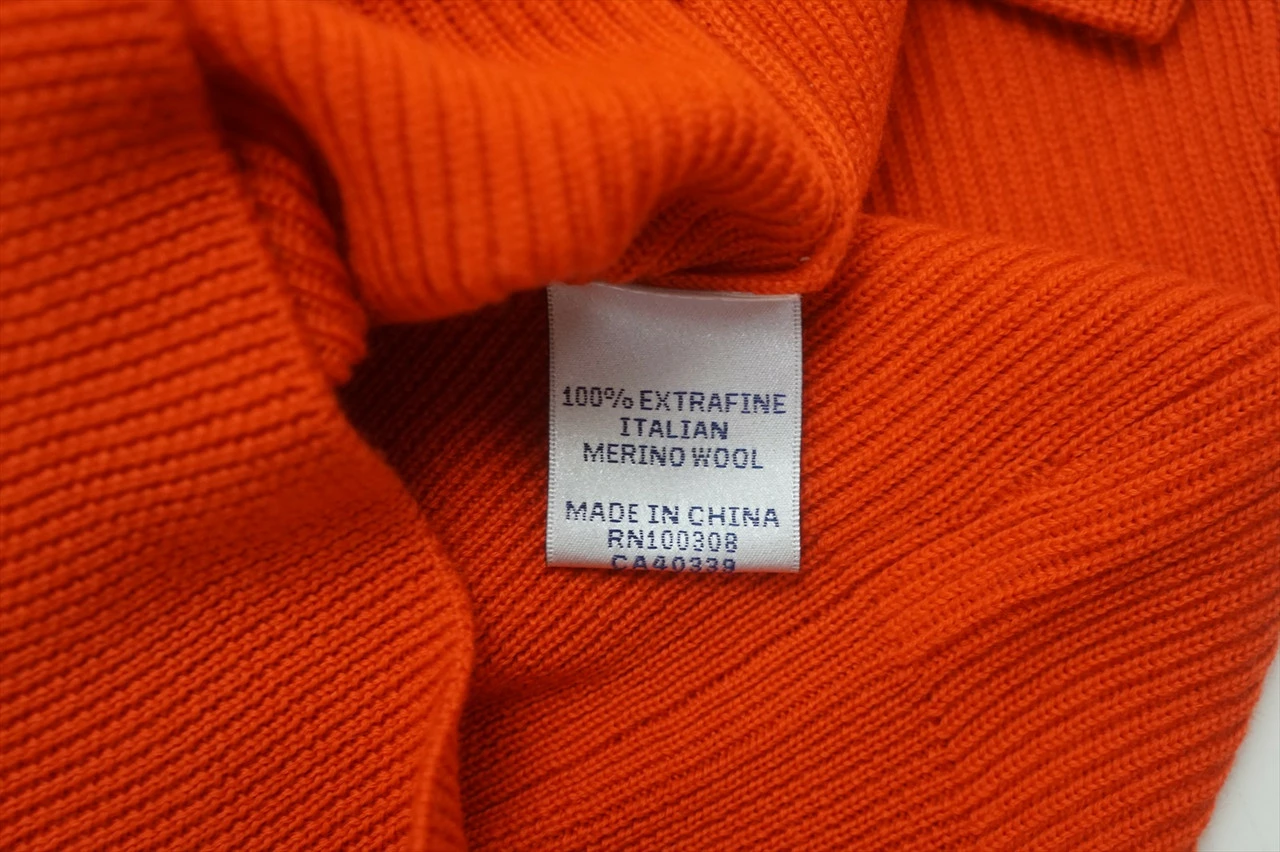 100% EXTRAFINE
ITALIAN
MERINO WOOL
MADE IN CHINA
RN100308
CA40339